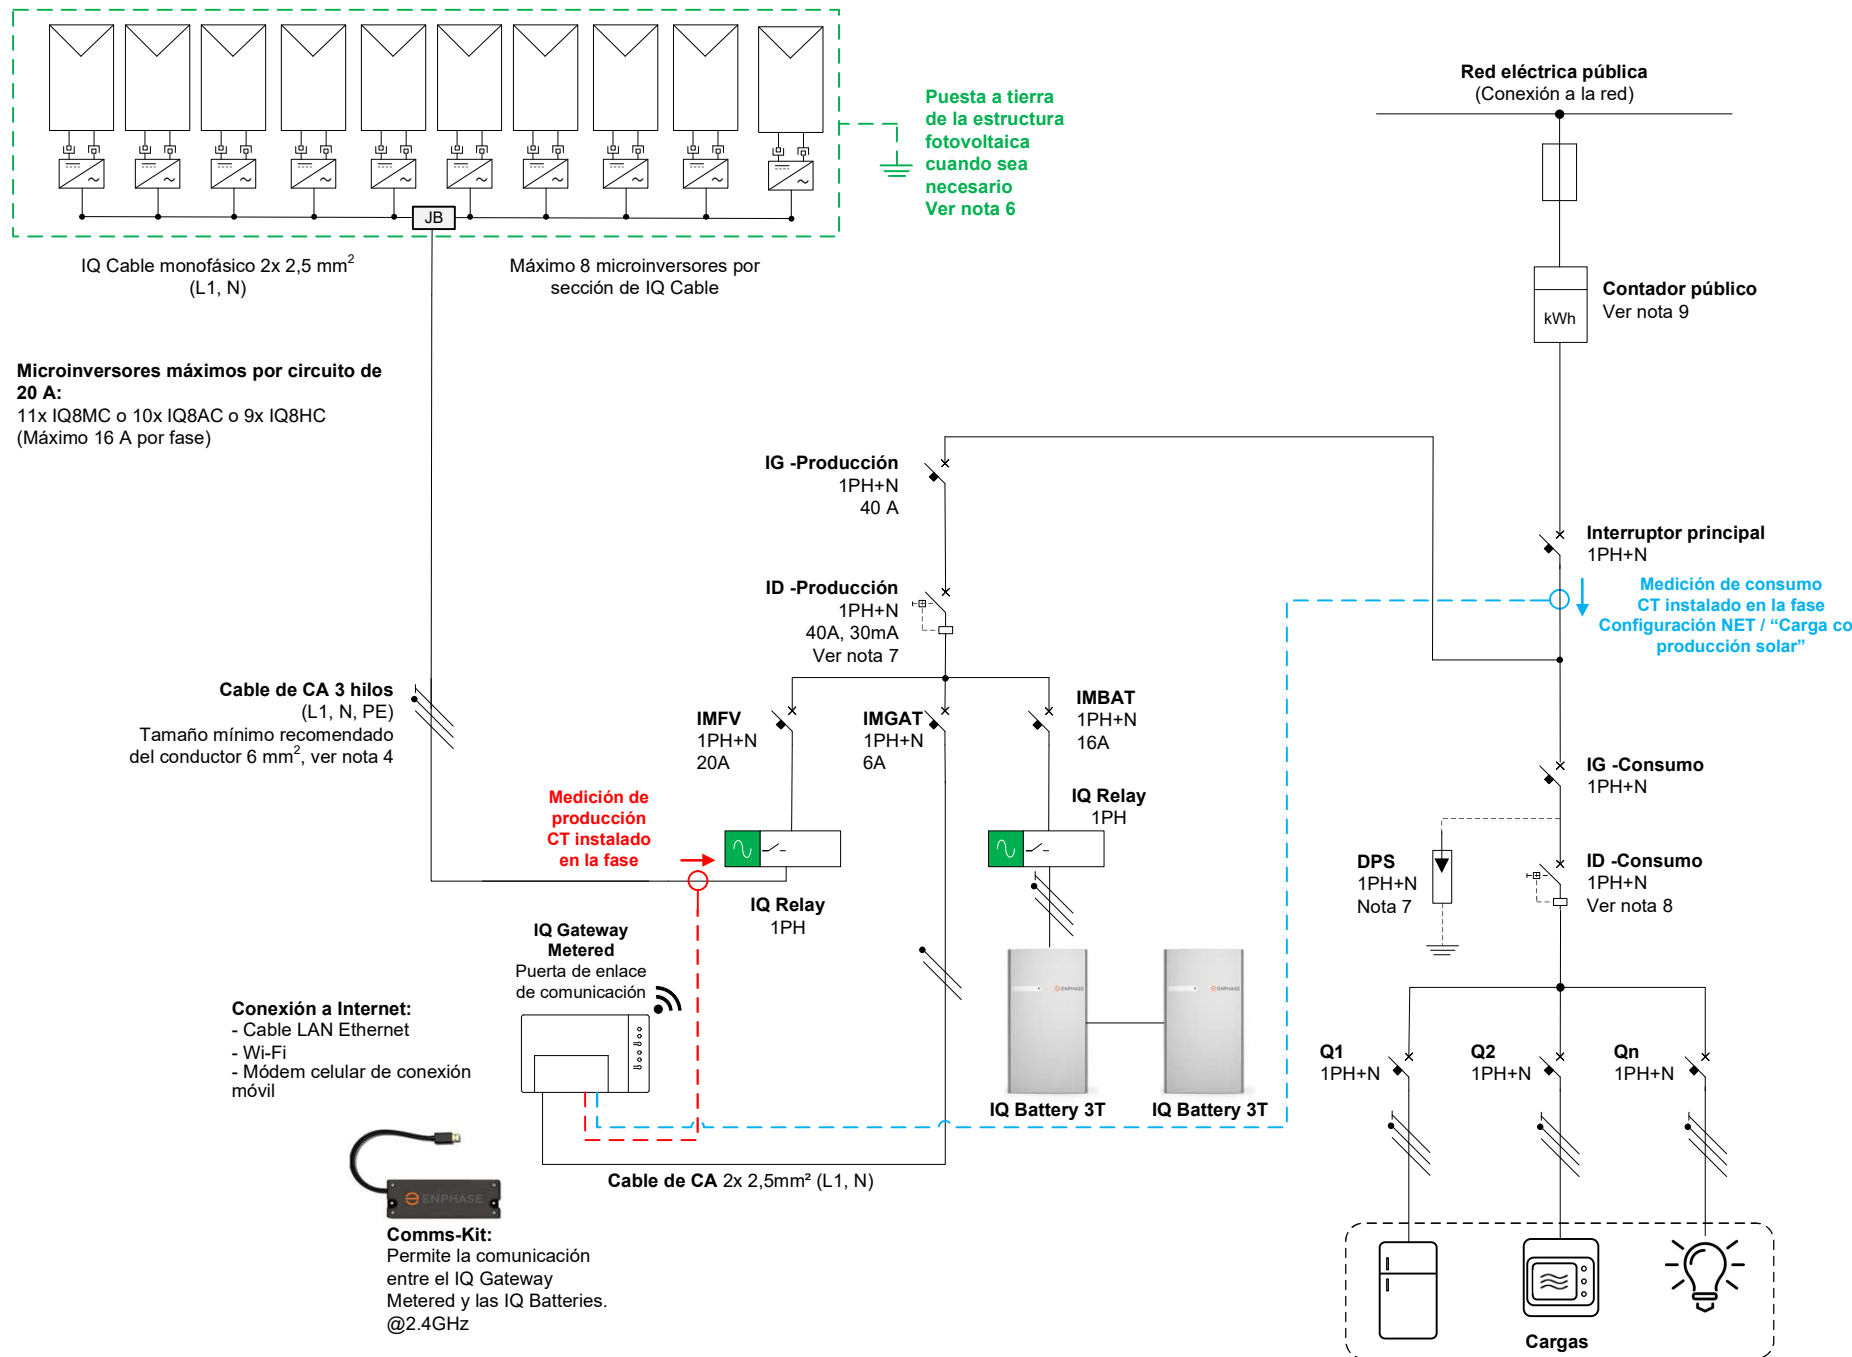 Puesta a tierra
de la estructura
fotovoltaica
cuando sea
necesario
Ver nota 6
Red eléctrica pública
(Conexión a la red)
JB
IQ Cable monofásico 2x 2,5 mm²
(L1, N)
Máximo 8 microinversores por
sección de IQ Cable
kWh
Contador público
Ver nota 9
Microinversores máximos por circuito de
20 A:
11x IQ8MC o 10x IQ8AC o 9x IQ8HC
(Máximo 16 A por fase)
IG -Producción
1PH+N
40 A
Interruptor principal
1PH+N
ID -Producción
1PH+N
40A, 30mA
Ver nota 7
Medición de consumo
CT instalado en la fase
Configuración NET / “Carga co
producción solar”
Cable de CA 3 hilos
(L1, N, PE)
Tamaño mínimo recomendado
del conductor 6 mm², ver nota 4
IMFV
1PH+N
20A
IMGAT
1PH+N
6A
IMBAT
1PH+N
16A
IG -Consumo
1PH+N
Medición de
producción
CT instalado
en la fase
IQ Relay
1PH
IQ Relay
1PH
DPS
1PH+N
Nota 7
ID -Consumo
1PH+N
Ver nota 8
IQ Gateway
Metered
Puerta de enlace
de comunicación
ENPHASE
ENPHASE
Conexión a Internet:
- Cable LAN Ethernet
- Wi-Fi
- Módem celular de conexión
móvil
Q1
1PH+N
Q2
1PH+N
Qn
1PH+N
IQ Battery 3T
IQ Battery 3T
Cable de CA 2x 2,5mm² (L1, N)
ENPHASE
Comms-Kit:
Permite la comunicación
entre el IQ Gateway
Metered y las IQ Batteries.
@2.4GHz
Cargas